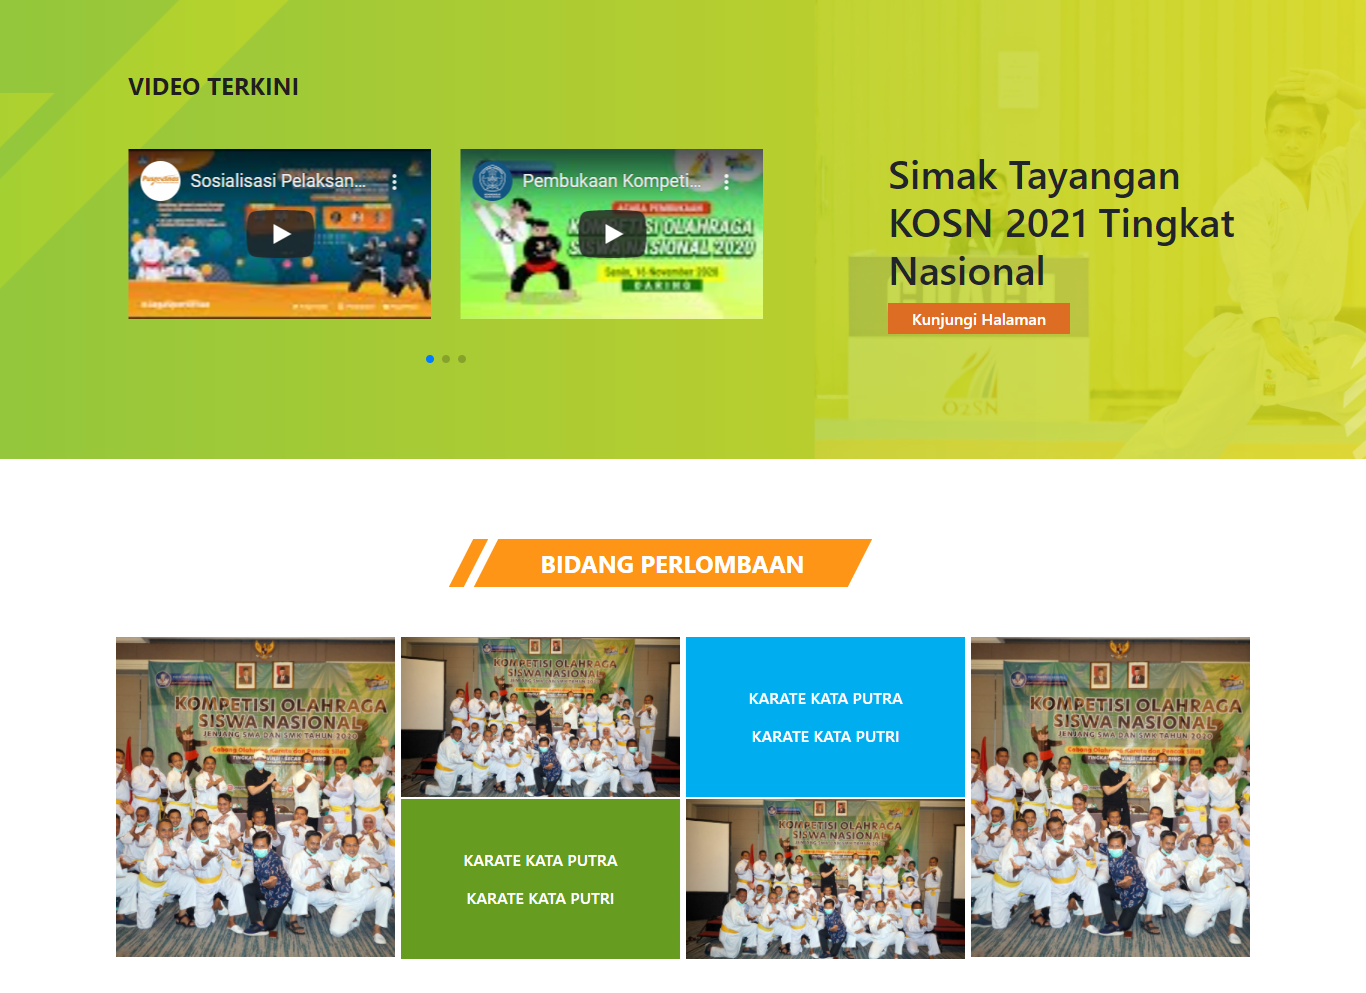 VIDEO TERKINI
Sosialisasi Pelaksan...
Pembukaan Kompeti...
ACARA PEMBUKAAN
KOMPETISI OLAHRAGA
SISWA NASIONAL 2020
Senin, 16 November 2020
DARING
Simak Tayangan
KOSN 2021 Tingkat
Nasional
Kunjungi Halaman
O2SN
BIDANG PERLOMBAAN
KOMPETISI OLAHRAGA
SISWA NASIONAL
JENJANG SMA DAN SMK TAHUN 2020
KOMPETISI OLAHRAGA
SISWA NASIONAL
KARATE KATA PUTRA
KARATE KATA PUTRI
KOMPETISI OLAHRAGA
SISWA NASIONAL
JENJANG SMA DAN SMK TAHUN 2020
KARATE KATA PUTRA
KARATE KATA PUTRI
KOMPETISI OLAHRAGA
SISWA NASIONAL